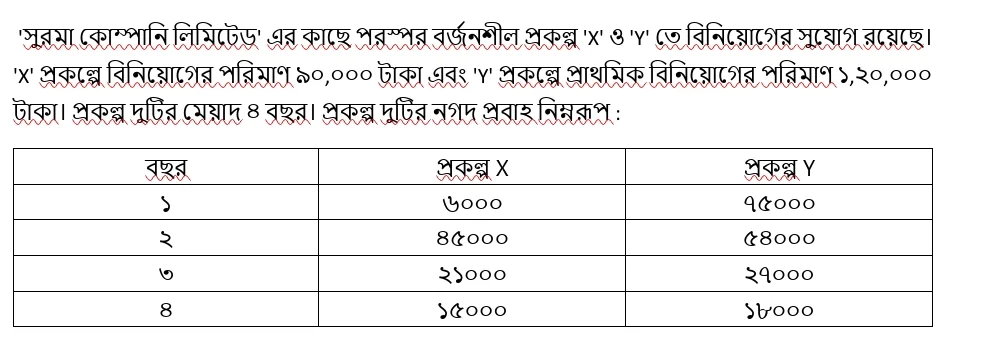 'সুরমা কোম্পানি লিমিটেড' এর কাছে পরস্পর বর্জনশীল প্রকল্প 'X' ও 'Y' তে বিনিয়োগের সুযোগ রয়েছে।
'X' প্রকল্পে বিনিয়োগের পরিমাণ ৯০,০০০ টাকা এবং 'Y' প্রকল্পে প্রাথমিক বিনিয়োগের পরিমাণ ১,২০,০০০
টাকা। প্রকল্প দুটির মেয়াদ ৪ বছর। প্রকল্প দুটির নগদ প্রবাহ নিম্নরূপ :
বছর প্রকল্প X প্রকল্প Y
১ ৬০০০ ৭৫০০০
২ ৪৫০০০ ৫৪০০০
৩ ২১০০০ ২৭০০০
৪ ১৫০০০ ১৮০০০